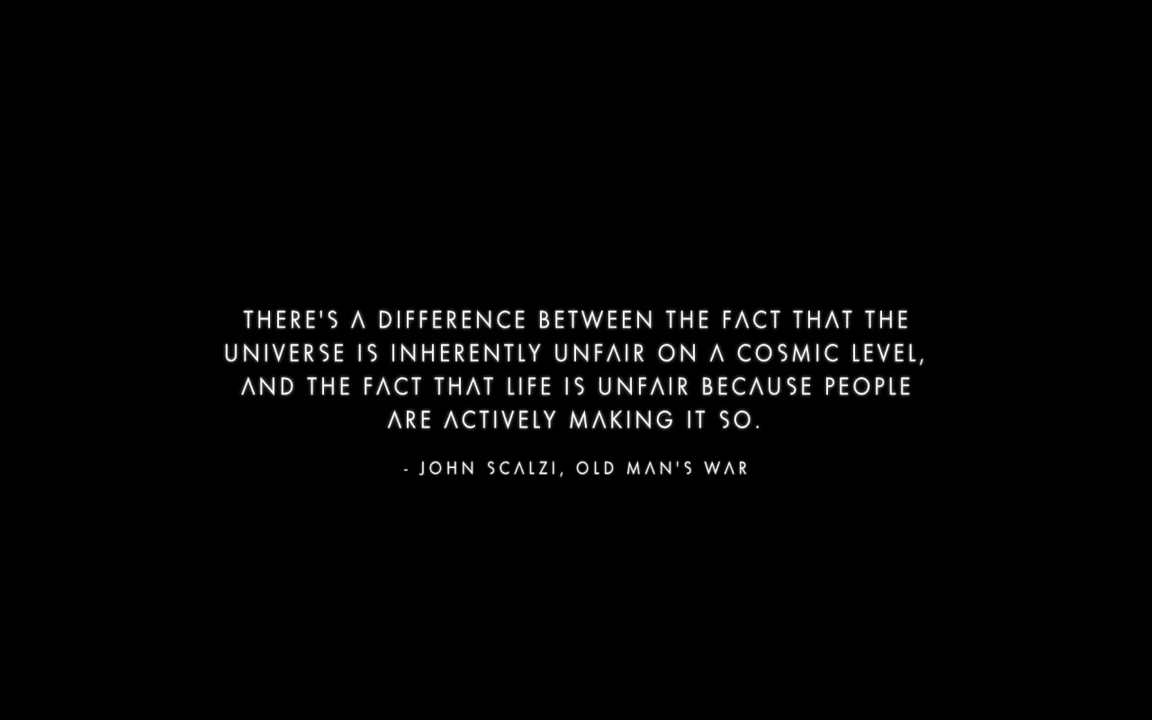 THERE'S A DIFFERENCE BETWEEN THE FACT THAT THE
UNIVERSE IS INHERENTLY UNFAIR ON A COSMIC LEVEL,
AND THE FACT THAT LIFE IS UNFAIR BECAUSE PEOPLE
ARE ACTIVELY MAKING IT SO.
- JOHN SCALZI, OLD MAN'S WAR